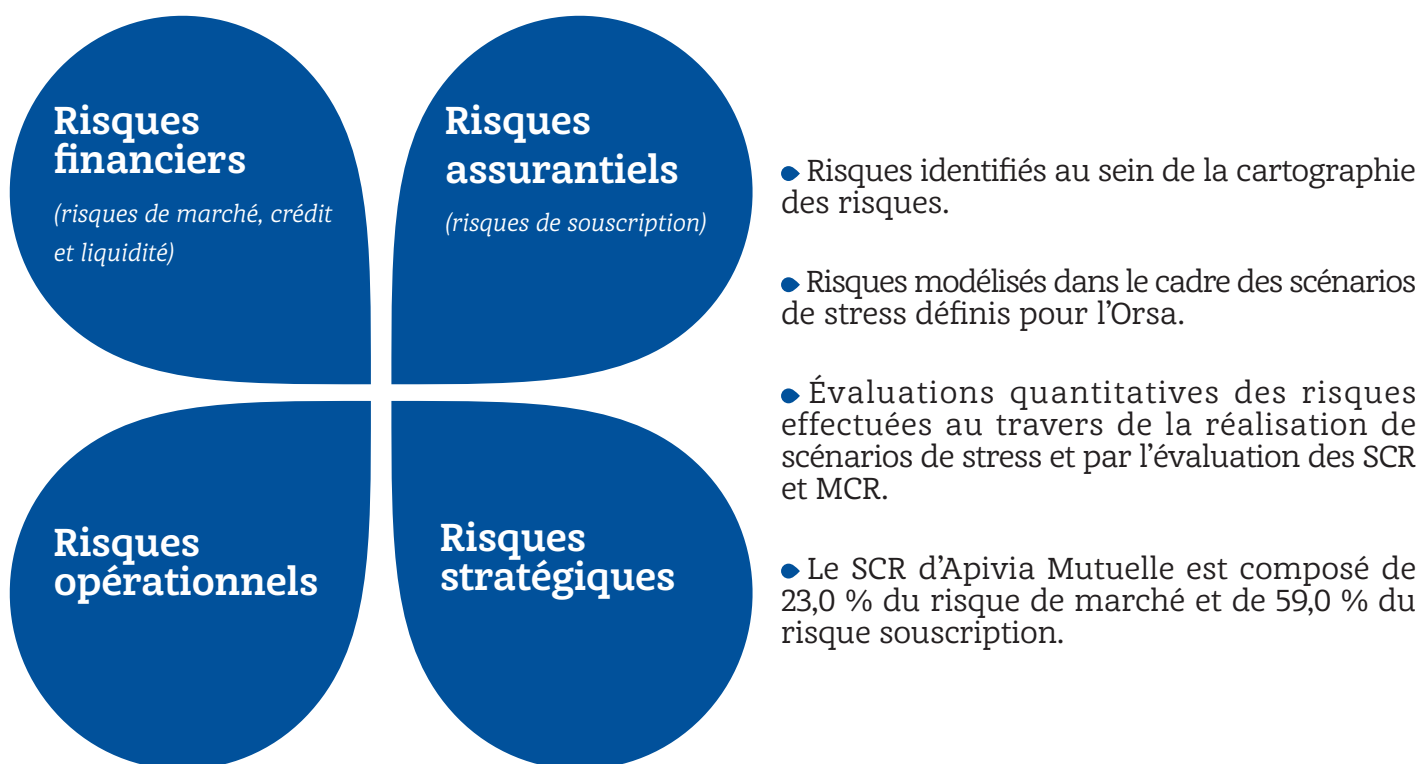 Risques
financiers
(risques de marché, crédit
et liquidité)
Risques
assurantiels
(risques de souscription)
Risques
opérationnels
Risques
stratégiques
Risques identifiés au sein de la cartographie
des risques.
Risques modélisés dans le cadre des scénarios
de stress définis pour l’Orsa.
Évaluations quantitatives des risques
effectuées au travers de la réalisation de
scénarios de stress et par l’évaluation des SCR
et MCR.
Le SCR d’Apivia Mutuelle est composé de
23,0 % du risque de marché et de 59,0 % du
risque souscription.